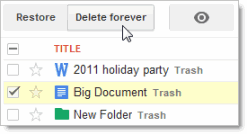 Restore Delete forever
TITLE
W 2011 holiday party Trash
Big Document Trash
New Folder Trash